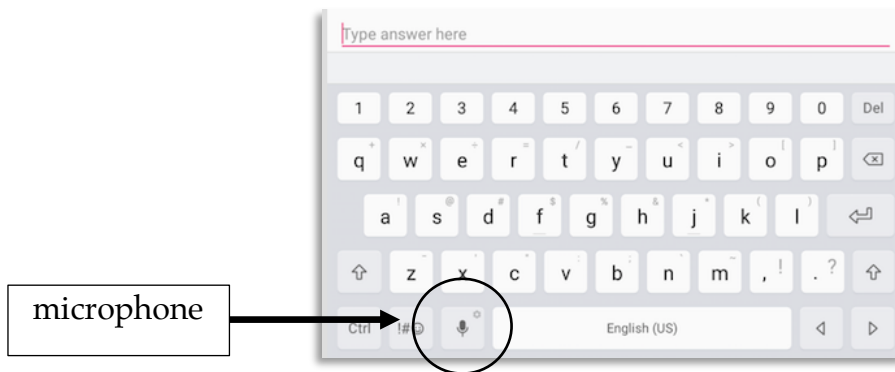 Type answer here
1 2 3 4 5 6 7 8 9 0 Del
q + w × e ÷ r = t / y _ u < i > o [ p ]
a ! s @ d # f $ g % h & j * k ( l )
z - x ' c " v : b ; n ' m ~ , ! . ?
microphone
Ctrl !#☺ English (US)